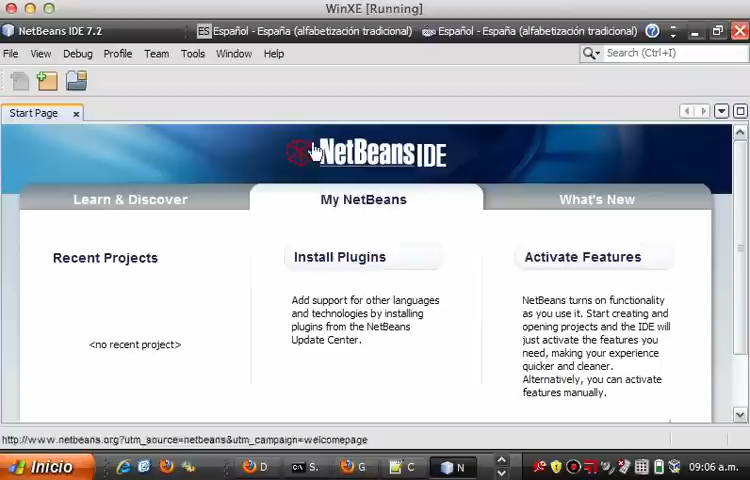 WinXE [Running]
NetBeans IDE 7.2
ES Español - España (alfabetización tradicional) Español - España (alfabetización tradicional)
File View Debug Profile Team Tools Window Help
Search (Ctrl+I)
Start Page
NetBeans IDE
Learn & Discover My NetBeans What's New
Recent Projects
<no recent project>
Install Plugins
Add support for other languages
and technologies by installing
plugins from the NetBeans
Update Center.
Activate Features
NetBeans turns on functionality
as you use it. Start creating and
opening projects and the IDE will
just activate the features you
need, making your experience
quicker and cleaner.
Alternatively, you can activate
features manually.
http://www.netbeans.org?utm_source=netbeans&utm_campaign=welcomepage
Inicio D S. G C N 09:06 a.m.